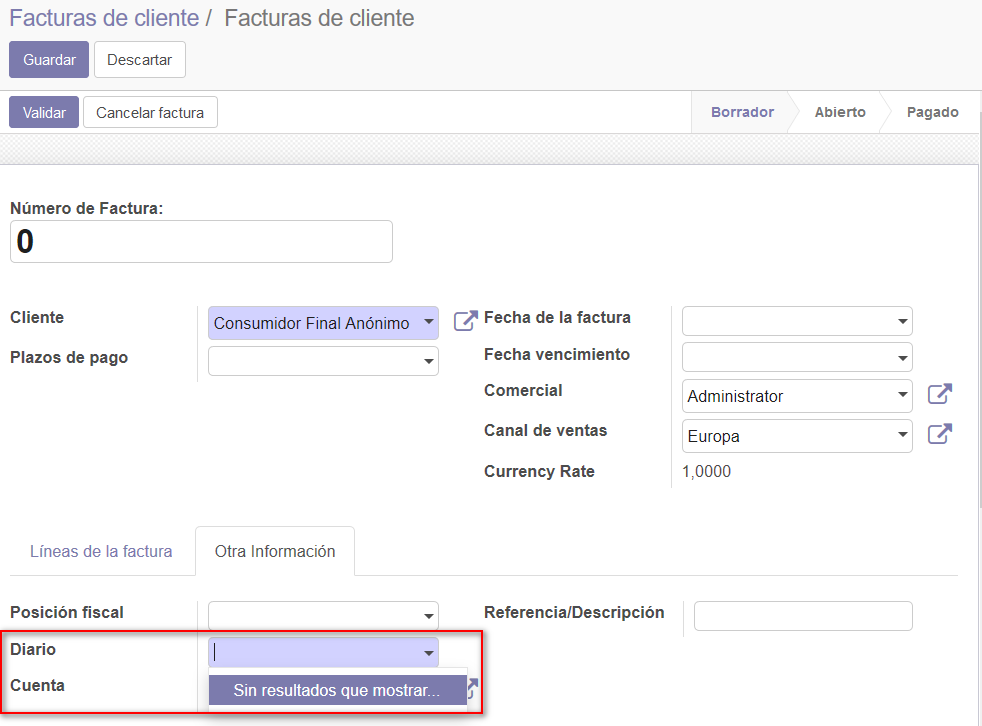 Facturas de cliente / Facturas de cliente
Guardar Descartar
Validar Cancelar factura Borrador Abierto Pagado
Número de Factura:
0
Cliente Consumidor Final Anónimo Fecha de la factura
Plazos de pago Fecha vencimiento
Comercial Administrator
Canal de ventas Europa
Currency Rate 1,0000
Líneas de la factura Otra Información
Posición fiscal Referencia/Descripción
Diario
Cuenta Sin resultados que mostrar...